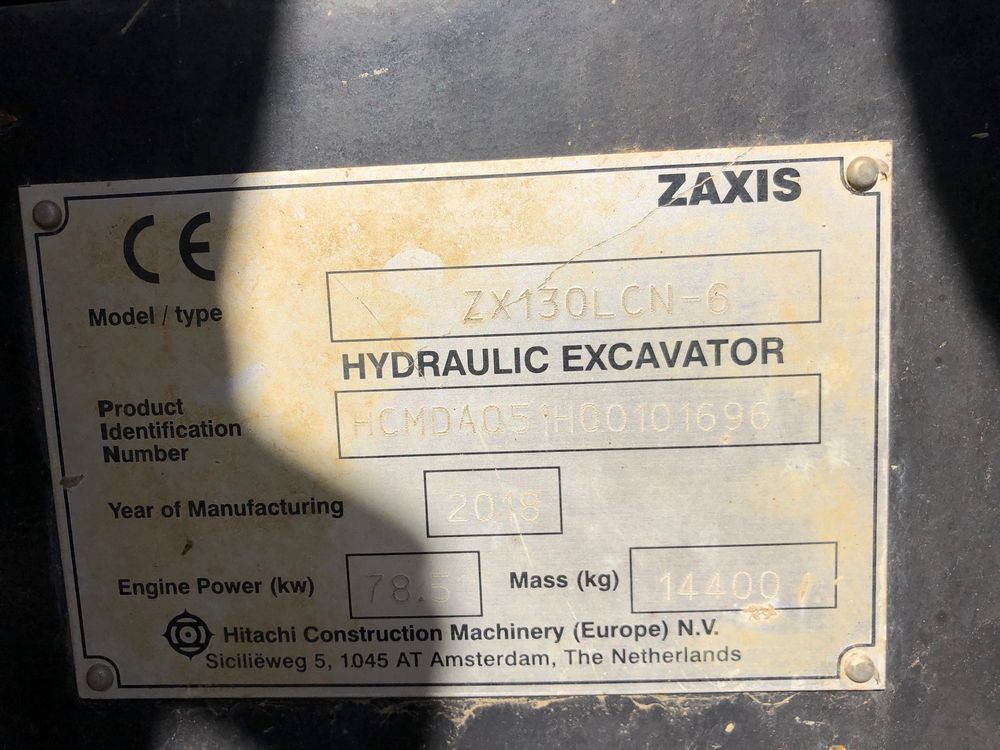 ZAXIS
CE
Model / type
ZX130LCN-6
HYDRAULIC EXCAVATOR
Product
Identification
Number
HCMDAQ51H00101696
Year of Manufacturing
2018
Engine Power (kw)
78.5
Mass (kg)
14400
Hitachi Construction Machinery (Europe) N.V.
Siciliëweg 5, 1045 AT Amsterdam, The Netherlands